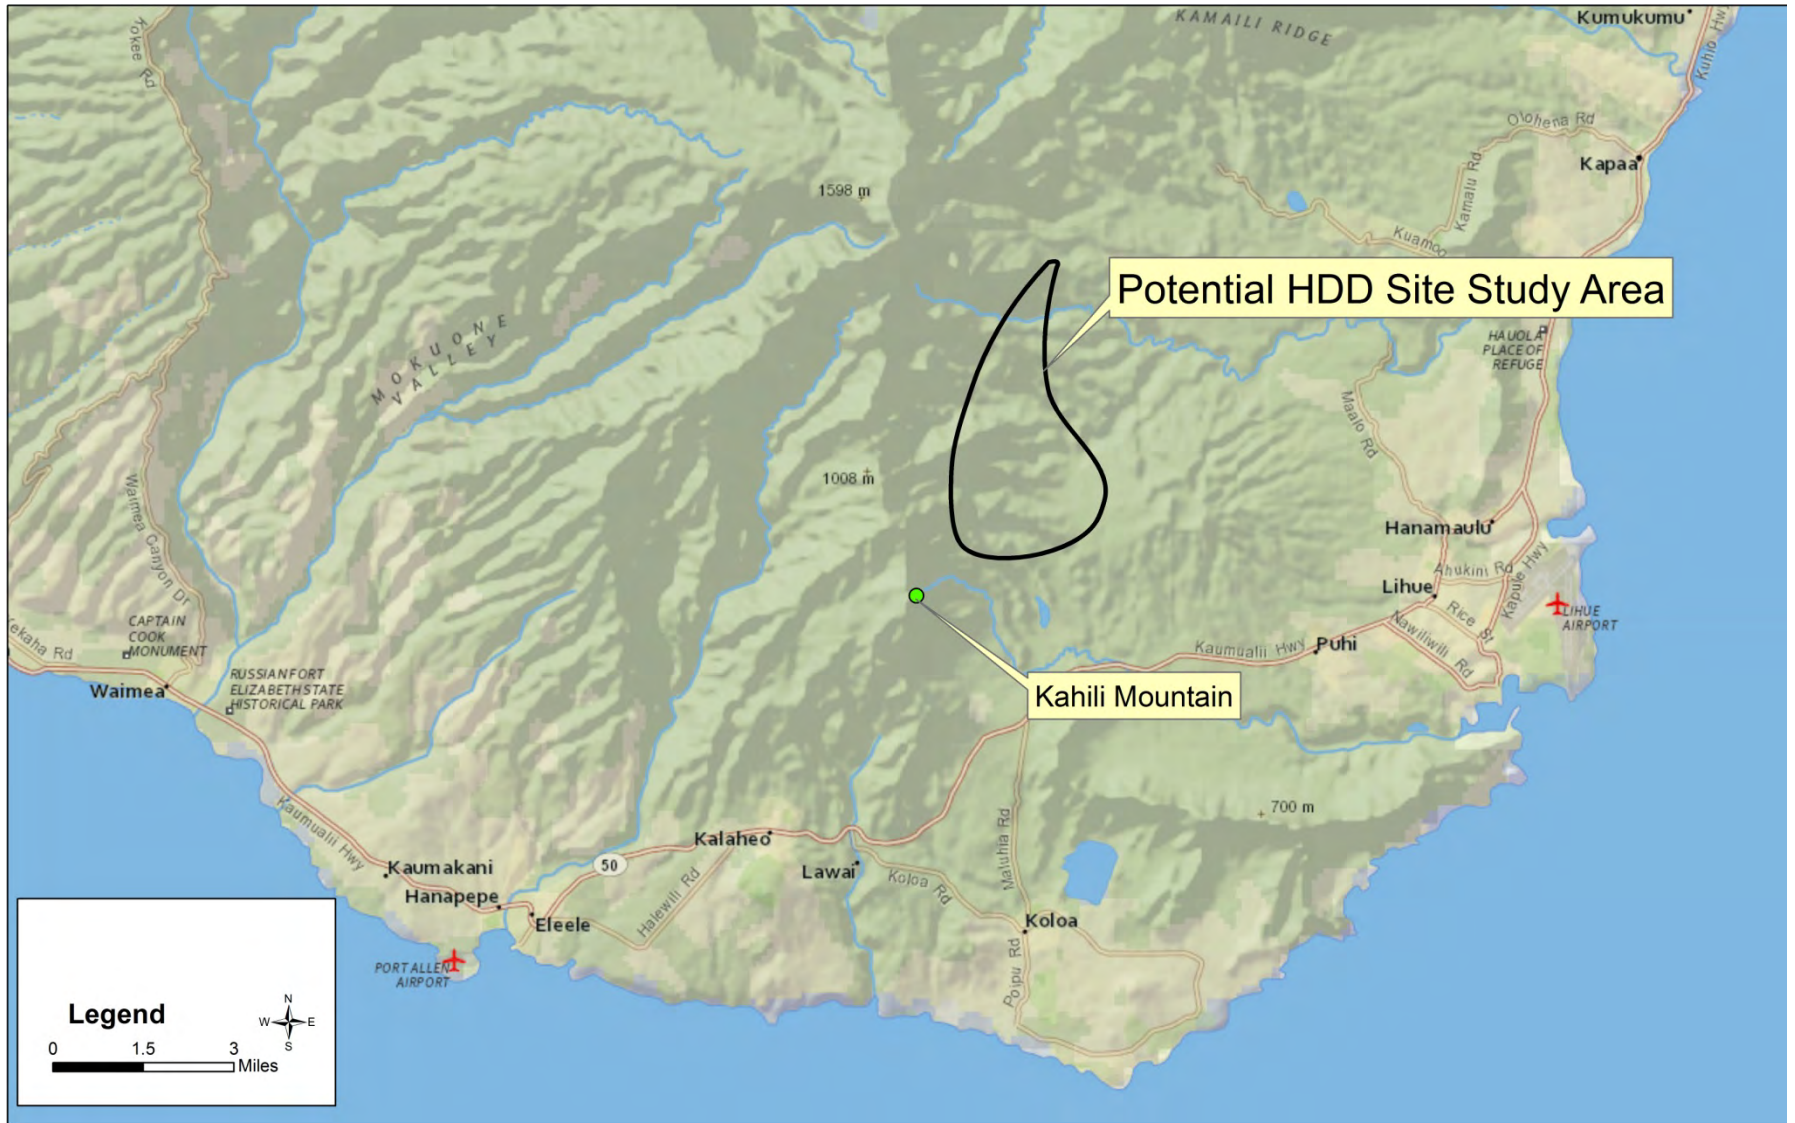 KAMAILI RIDGE
Kumukumu
Kuhio Hwy
Kokee Rd
Olohena Rd
Kapaa
Kamalu Rd
1598 m
Kuamoo
Potential HDD Site Study Area
MOKUONE
VALLEY
HAUOLA
PLACE OF
REFUGE
Maalo Rd
1008 m
Waimea Canyon Dr
Hanamaulu
Ahukini Rd
Kapule Hwy
Lihue
Rice St
LIHUE
AIRPORT
Nawiliwili Rd
CAPTAIN
COOK
MONUMENT
ekaha Rd
Kaumualii Hwy
Puhi
RUSSIAN FORT
ELIZABETH STATE
HISTORICAL PARK
Waimea
Kahili Mountain
700 m
Kaumualii Hwy
Maluhia Rd
Kalaheo
50
Lawai
Koloa Rd
Kaumakani
Hanapepe
Halewili Rd
Eleele
Koloa
Poipu Rd
PORT ALLEN
AIRPORT
Legend
N
W E
S
0 1.5 3
Miles